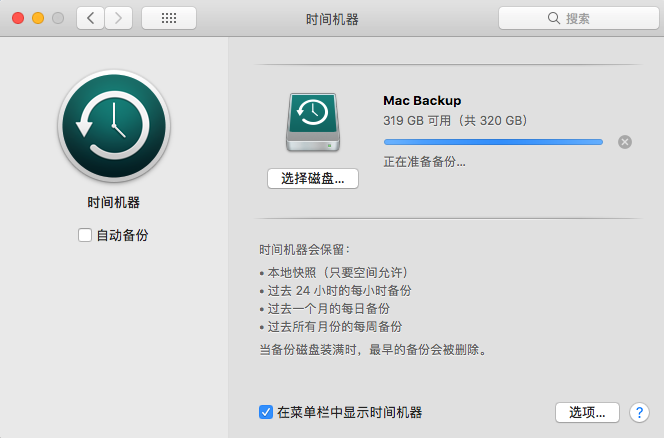 时间机器
搜索
时间机器
自动备份
Mac Backup
319 GB 可用（共 320 GB）
正在准备备份...
选择磁盘...
时间机器会保留：
• 本地快照（只要空间允许）
• 过去 24 小时的每小时备份
• 过去一个月的每日备份
• 过去所有月份的每周备份
当备份磁盘装满时，最早的备份会被删除。
在菜单栏中显示时间机器
选项...
?